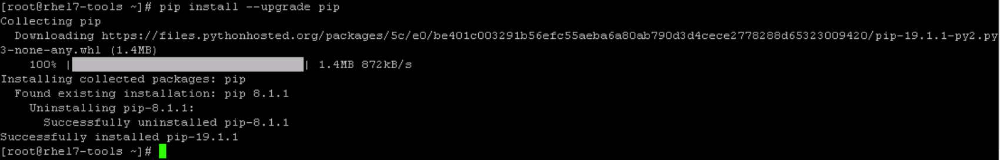 [root@rhel7-tools ~]# pip install --upgrade pip
Collecting pip
  Downloading https://files.pythonhosted.org/packages/5c/e0/be401c003291b56efc55aeba6a80ab790d3d4cece2778288d65323009420/pip-19.1.1-py2.py
3-none-any.whl (1.4MB)
    100% |████████████████████████████████| 1.4MB 872kB/s
Installing collected packages: pip
  Found existing installation: pip 8.1.1
    Uninstalling pip-8.1.1:
      Successfully uninstalled pip-8.1.1
Successfully installed pip-19.1.1
[root@rhel7-tools ~]#